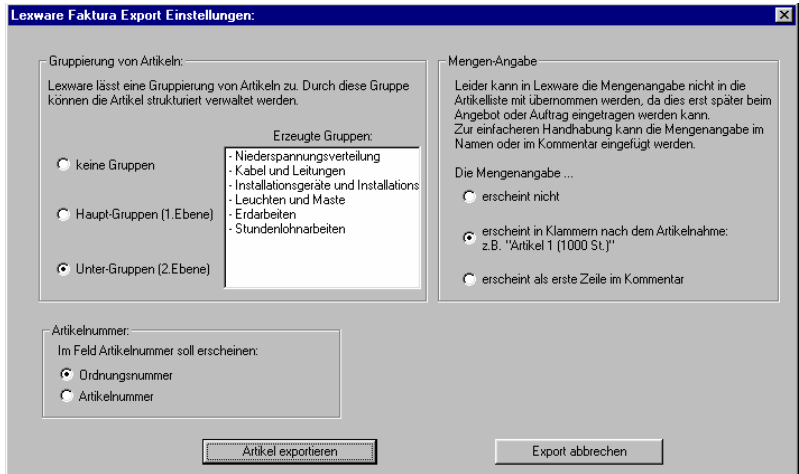 Lexware Faktura Export Einstellungen:
Gruppierung von Artikeln:
Lexware lässt eine Gruppierung von Artikeln zu. Durch diese Gruppe
können die Artikel strukturiert verwaltet werden.
Erzeugte Gruppen:
keine Gruppen
Haupt-Gruppen (1.Ebene)
Unter-Gruppen (2.Ebene)
- Niederspannungsverteilung
- Kabel und Leitungen
- Installationsgeräte und Installations
- Leuchten und Maste
- Erdarbeiten
- Stundenlohnarbeiten
Mengen-Angabe
Leider kann in Lexware die Mengenangabe nicht in die
Artikelliste mit übernommen werden, da dies erst später beim
Angebot oder Auftrag eingetragen werden kann.
Zur einfacheren Handhabung kann die Mengenangabe im
Namen oder im Kommentar eingefügt werden.
Die Mengenangabe ...
erscheint nicht
erscheint in Klammern nach dem Artikelnahme:
z.B. "Artikel 1 (1000 St.)"
erscheint als erste Zeile im Kommentar
Artikelnummer:
Im Feld Artikelnummer soll erscheinen:
Ordnungsnummer
Artikelnummer
Artikel exportieren
Export abbrechen